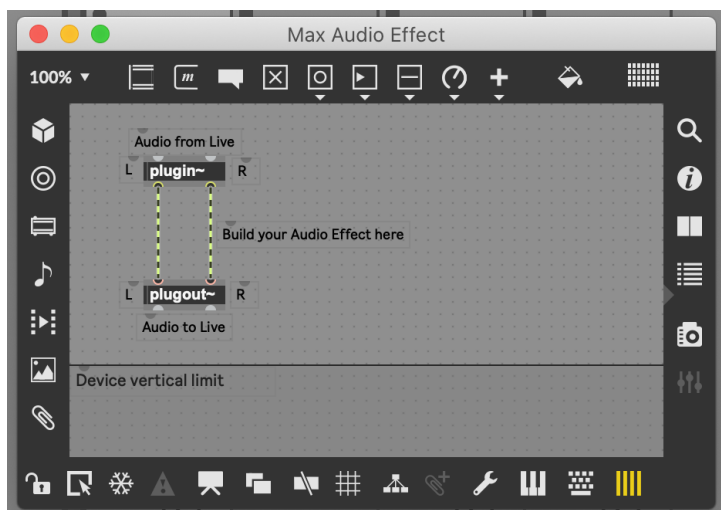 Max Audio Effect
100%
m
Audio from Live
L plugin~ R
Build your Audio Effect here
L plugout~ R
Audio to Live
Device vertical limit